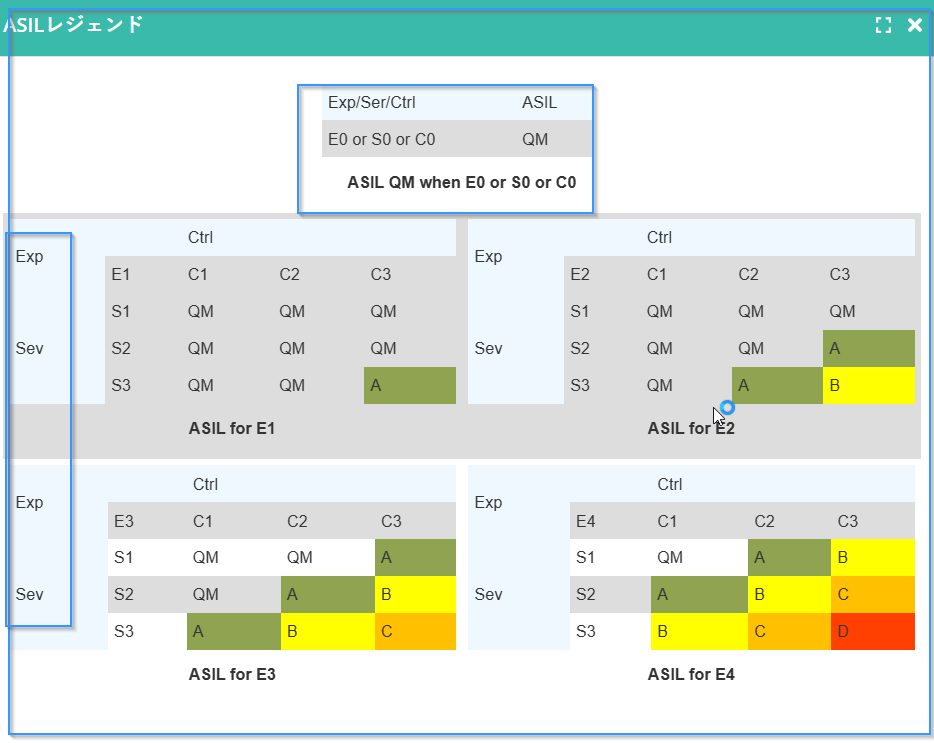 ASILレジェンド
Exp/Ser/Ctrl ASIL
E0 or S0 or C0 QM
ASIL QM when E0 or S0 or C0
Exp Ctrl
E1 C1 C2 C3
S1 QM QM QM
Sev S2 QM QM QM
S3 QM QM A
ASIL for E1
Exp Ctrl
E2 C1 C2 C3
S1 QM QM QM
Sev S2 QM QM A
S3 QM A B
ASIL for E2
Exp Ctrl
E3 C1 C2 C3
S1 QM QM A
Sev S2 QM A B
S3 A B C
ASIL for E3
Exp Ctrl
E4 C1 C2 C3
S1 QM A B
Sev S2 A B C
S3 B C D
ASIL for E4